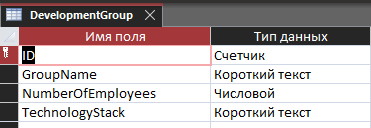 DevelopmentGroup
Имя поля Тип данных
ID Счетчик
GroupName Короткий текст
NumberOfEmployees Числовой
TechnologyStack Короткий текст